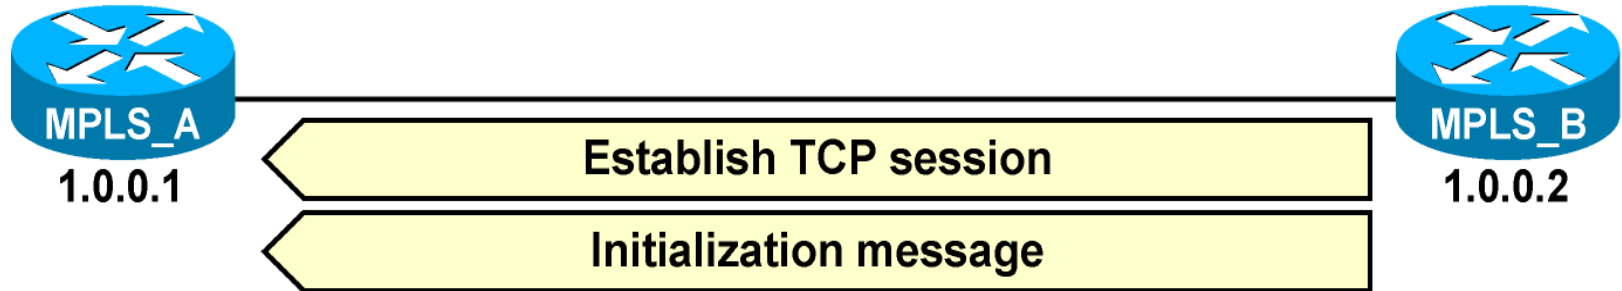 MPLS_A
1.0.0.1
MPLS_B
1.0.0.2
Establish TCP session
Initialization message